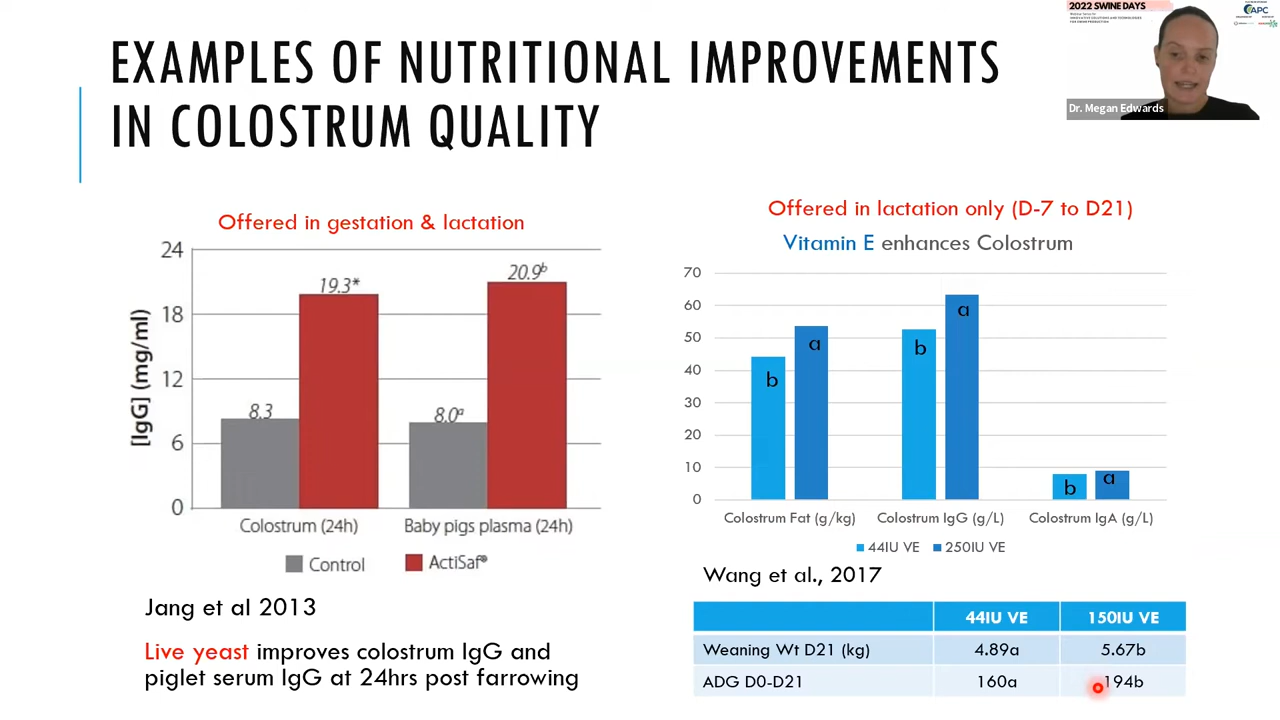 EXAMPLES OF NUTRITIONAL IMPROVEMENTS
IN COLOSTRUM QUALITY
2022 SWINE DAYS
APC
Dr. Megan Edwards
Offered in gestation & lactation
[IgG] (mg/ml)
24
18
12
6
0
8.3
19.3*
8.0ᵃ
20.9ᵇ
Colostrum (24h)
Baby pigs plasma (24h)
Control
ActiSaf®
Jang et al 2013
Live yeast improves colostrum IgG and
piglet serum IgG at 24hrs post farrowing
Offered in lactation only (D-7 to D21)
Vitamin E enhances Colostrum
70
60
50
40
30
20
10
0
b
a
b
a
b
a
Colostrum Fat (g/kg)
Colostrum IgG (g/L)
Colostrum IgA (g/L)
44IU VE
250IU VE
Wang et al., 2017
44IU VE 150IU VE
Weaning Wt D21 (kg) 4.89a 5.67b
ADG D0-D21 160a 194b